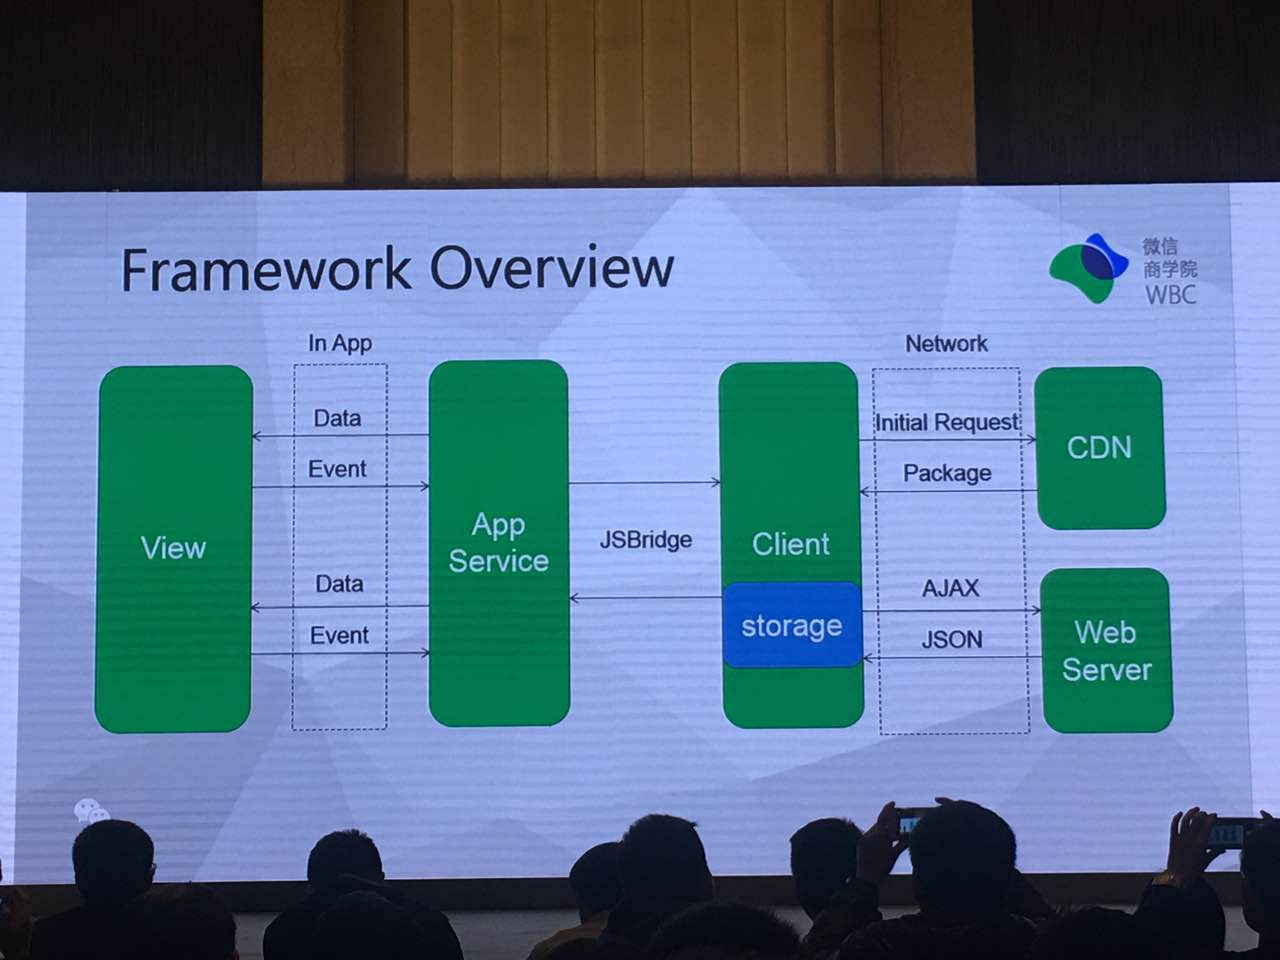 Framework Overview
微信
商学院
WBC
In App
Network
Data
Event
Data
Event
View
App
Service
JSBridge
Client
storage
Initial Request
Package
AJAX
JSON
CDN
Web
Server